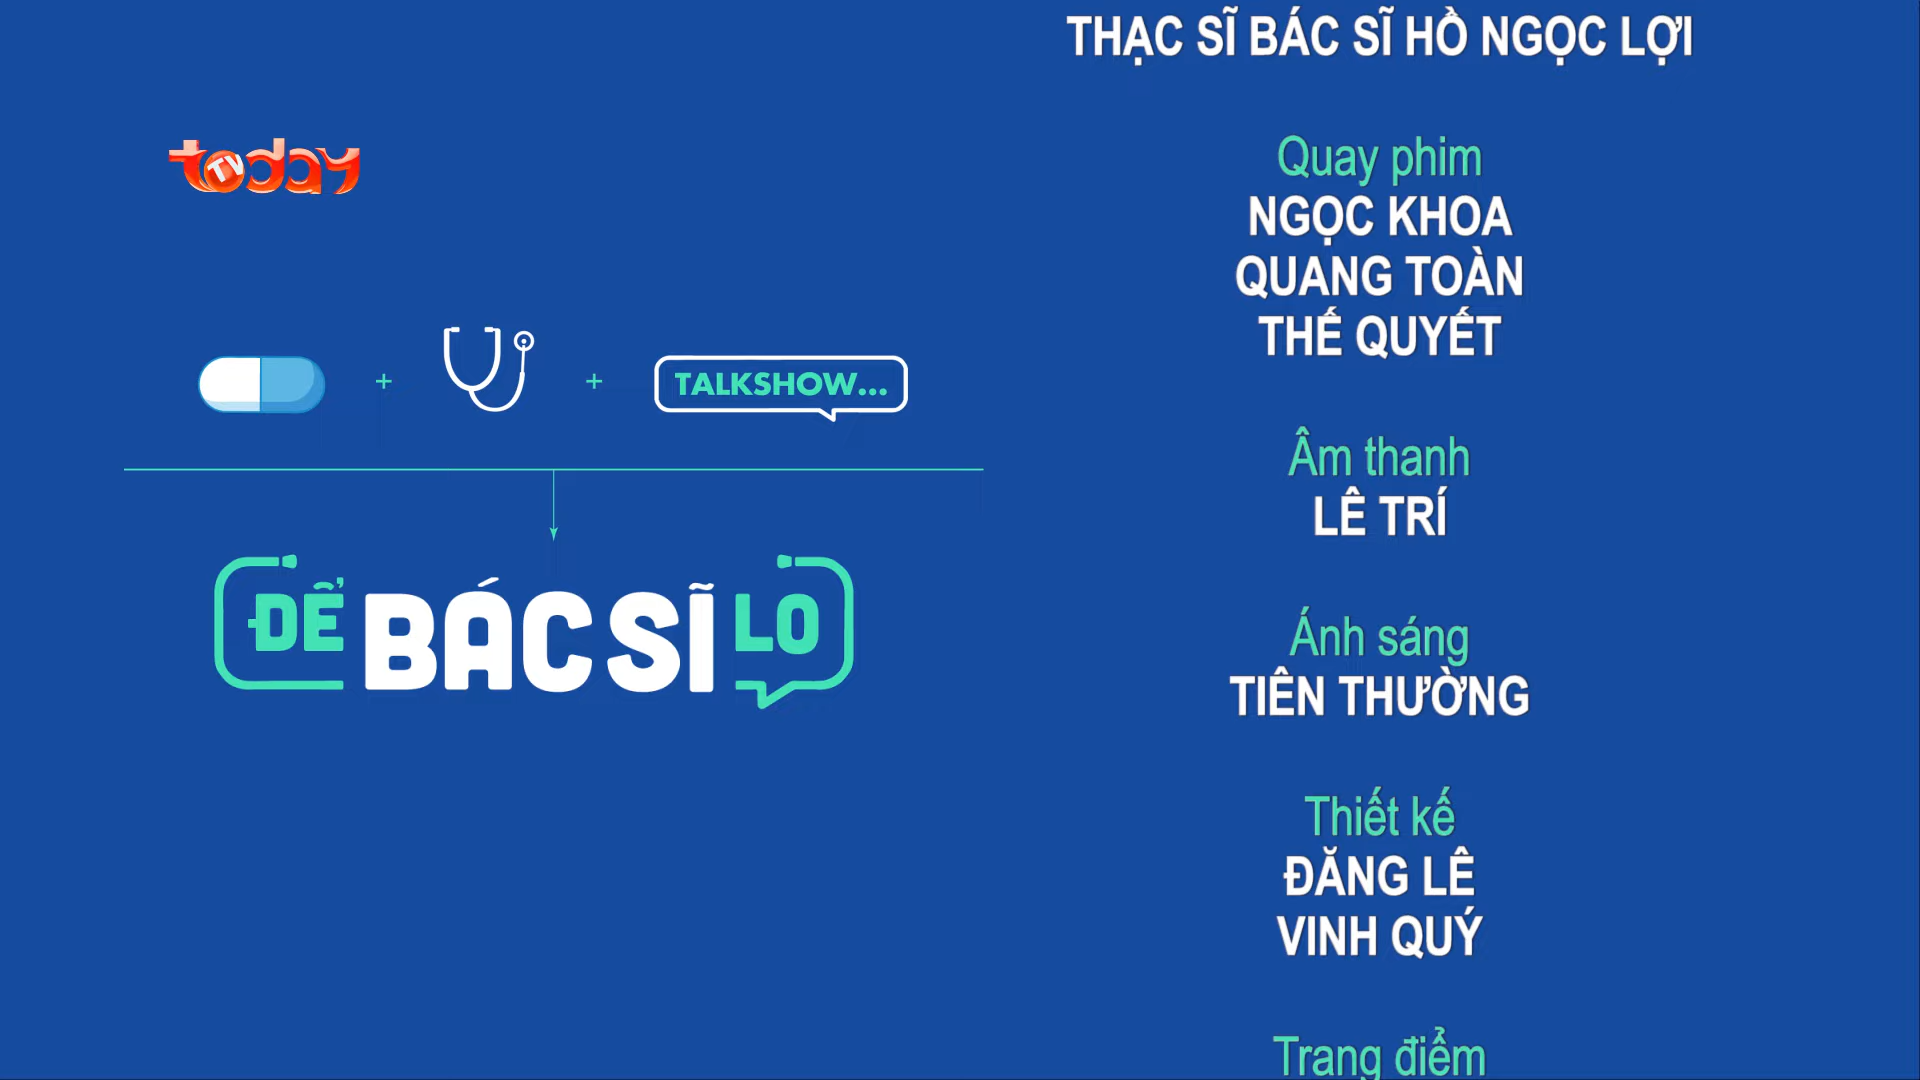 today
TV
+
+
TALKSHOW...
ĐỂ BÁC SĨ LO
THẠC SĨ BÁC SĨ HỒ NGỌC LỢI
Quay phim
NGỌC KHOA
QUANG TOÀN
THẾ QUYẾT
Âm thanh
LÊ TRÍ
Ánh sáng
TIÊN THƯỜNG
Thiết kế
ĐĂNG LÊ
VINH QUÝ
Trang điểm